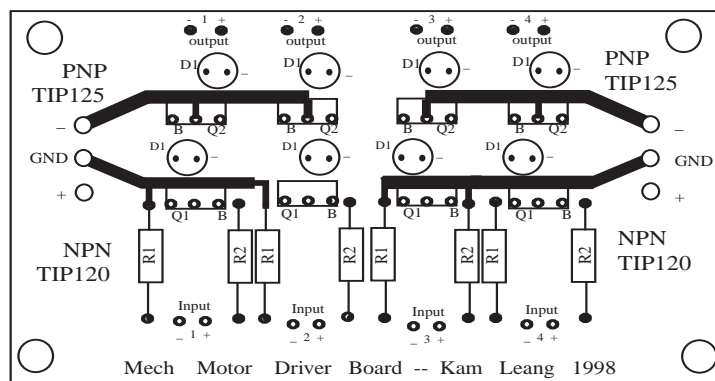 - 1 + - 2 + - 3 + - 4 +
output output output output
PNP TIP125 D1 - D1 - D1 - D1 - PNP TIP125
B Q2 B Q2 B Q2 B Q2
− −
GND D1 - D1 - D1 - D1 - GND
+ +
Q1 B Q1 B Q1 B Q1 B
NPN TIP120 R1 R2 R1 R2 R1 R2 R1 R2 NPN TIP120
Input Input Input Input
− 1 + − 2 + − 3 + − 4 +
Mech Motor Driver Board -- Kam Leang 1998